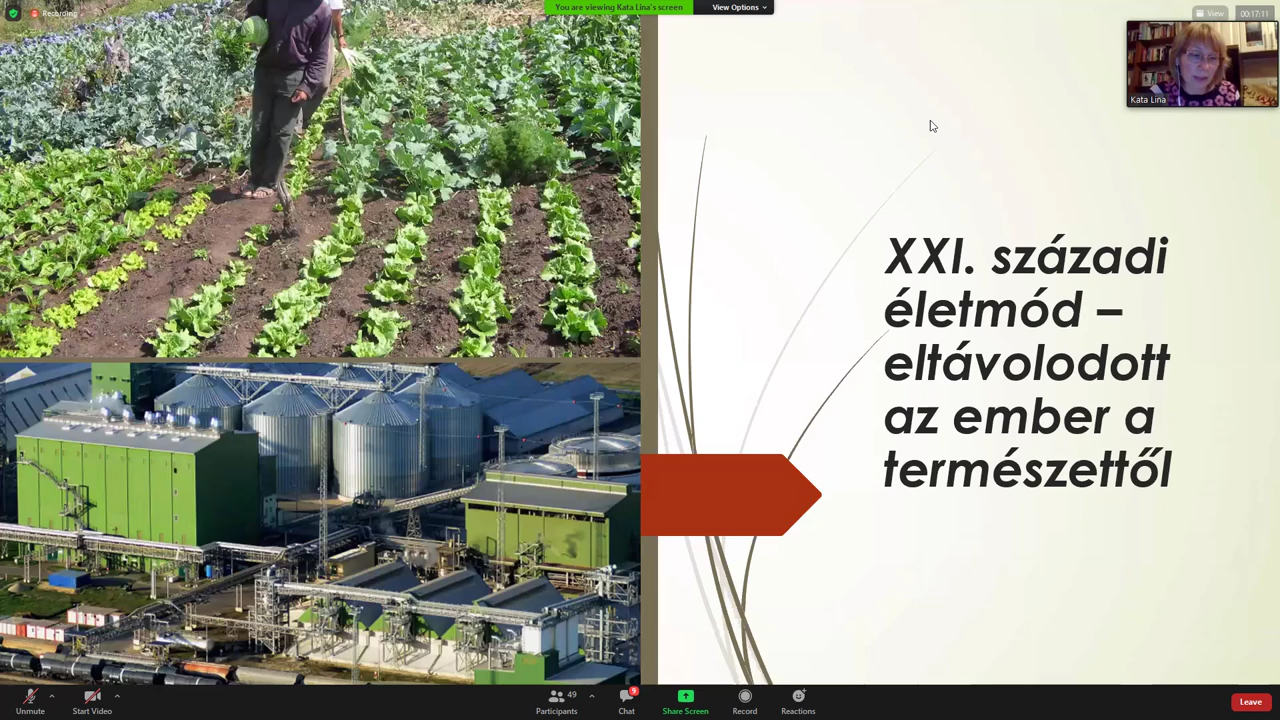 Recording
You are viewing Kata Lina's screen
View Options
View
00:17:11
Kata Lina
XXI. századi
életmód –
eltávolodott
az ember a
természettől
Unmute
Start Video
49
Participants
9
Chat
Share Screen
Record
Reactions
Leave